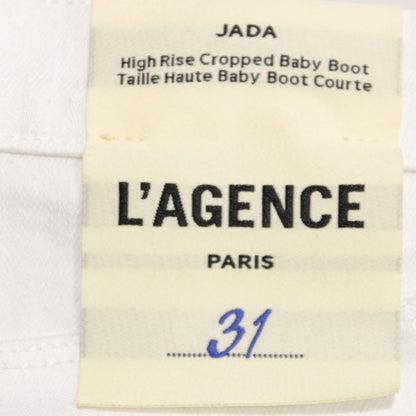 JADA
High Rise Cropped Baby Boot
Taille Haute Baby Boot Courte
L'AGENCE
PARIS
31